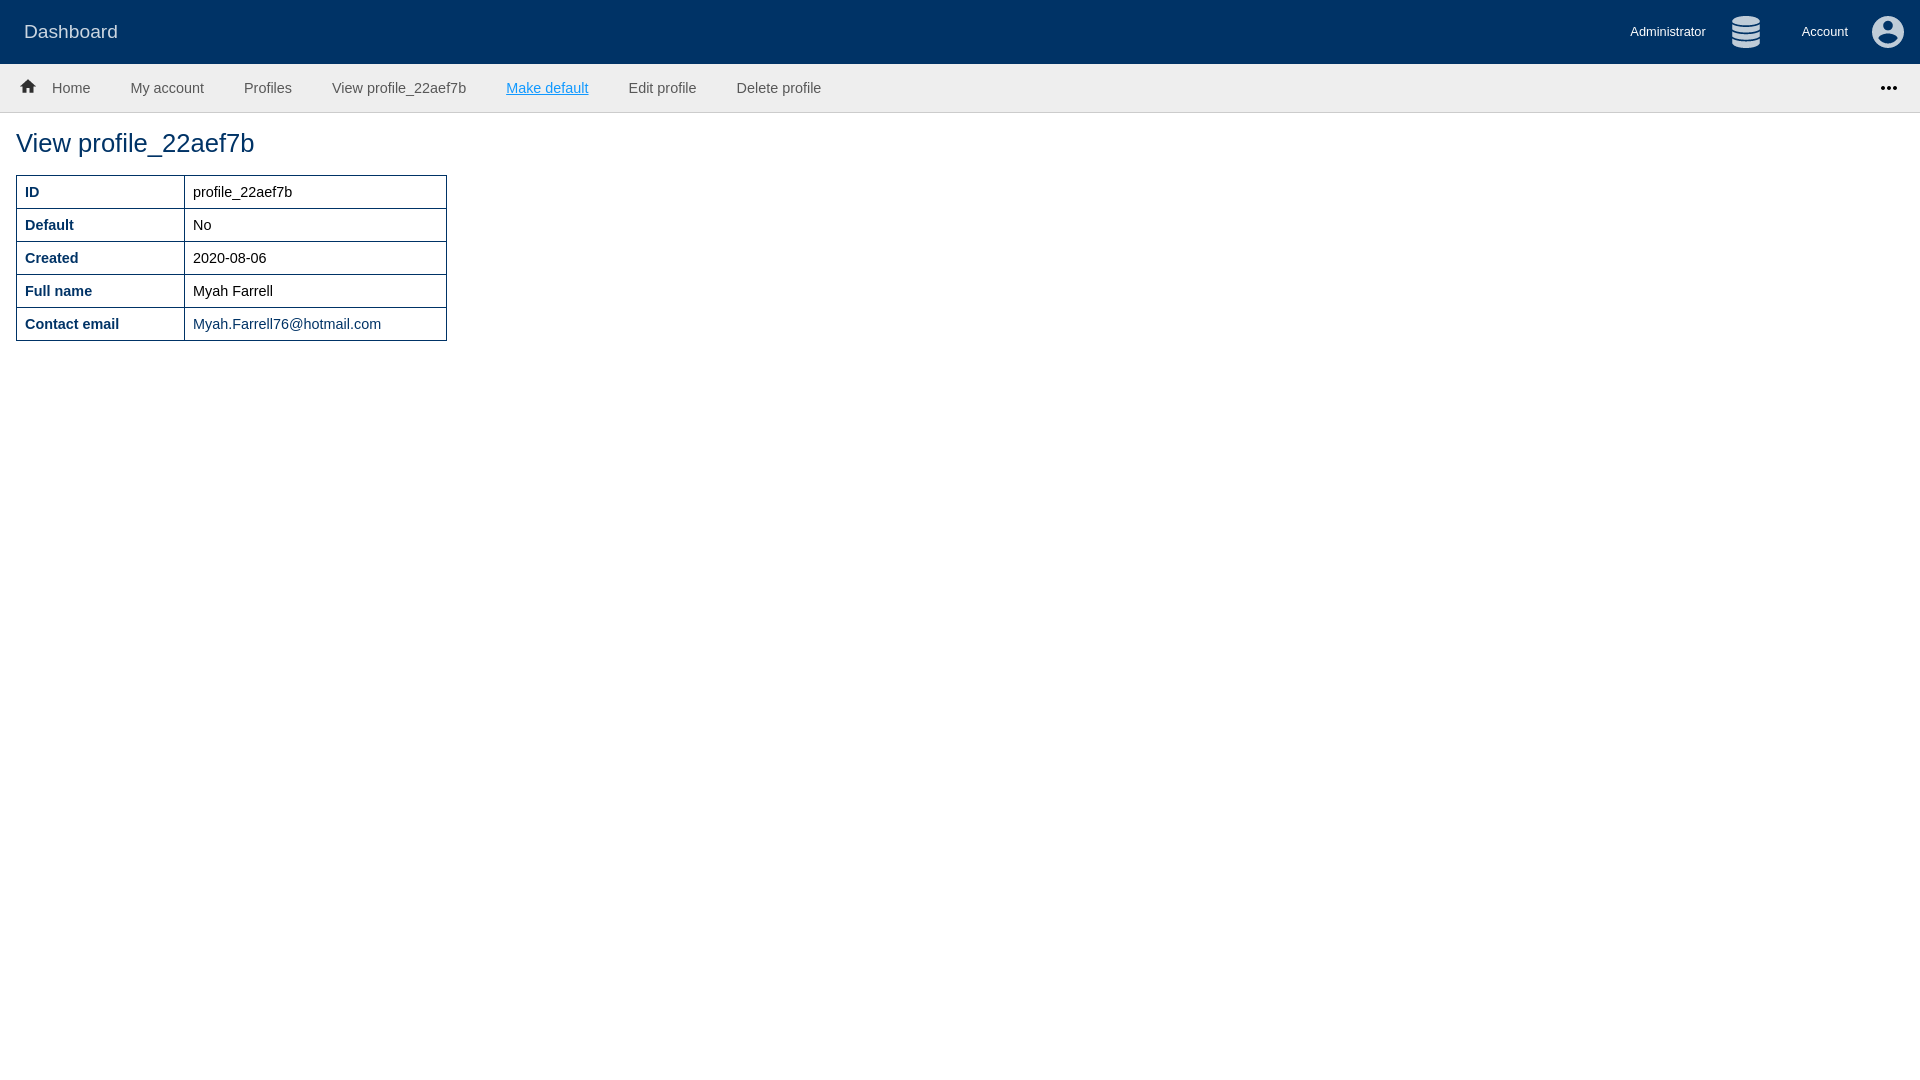 Dashboard
Administrator
Account
Home
My account
Profiles
View profile_22aef7b
Make default
Edit profile
Delete profile
View profile_22aef7b
ID profile_22aef7b
Default No
Created 2020-08-06
Full name Myah Farrell
Contact email Myah.Farrell76@hotmail.com